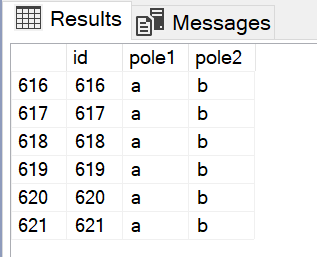 Results Messages
id pole1 pole2
616 616 a b
617 617 a b
618 618 a b
619 619 a b
620 620 a b
621 621 a b